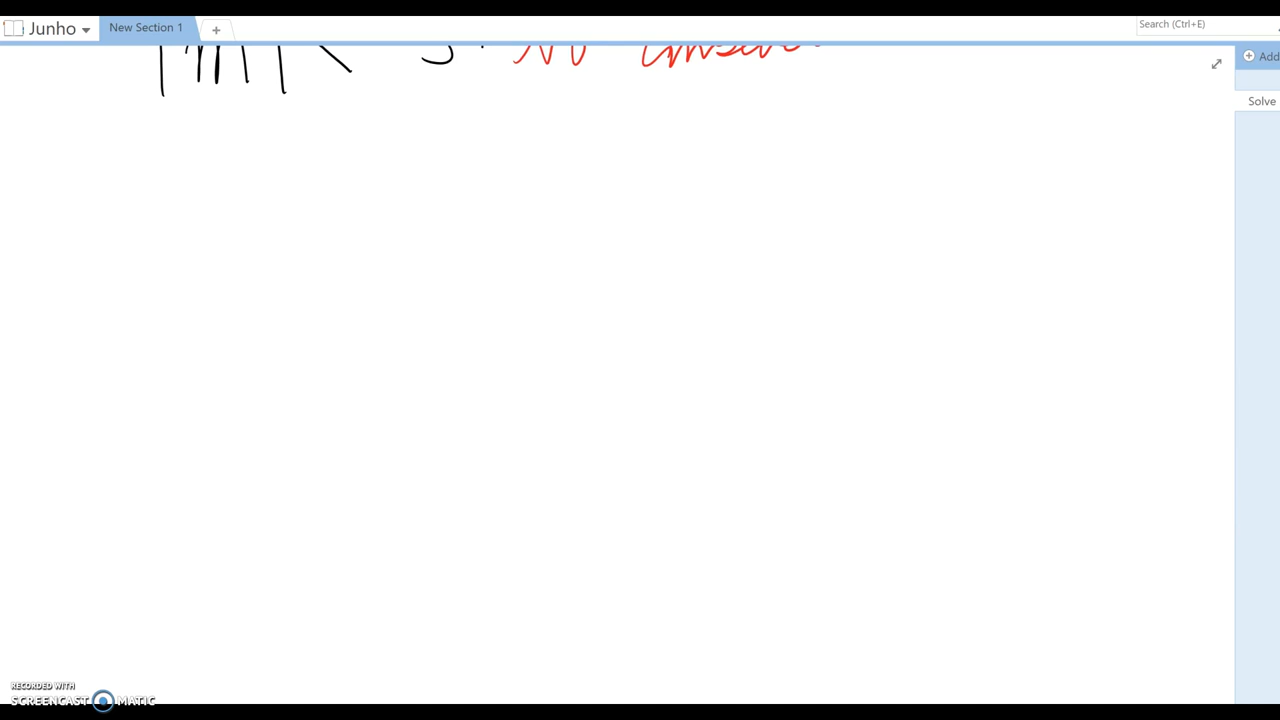 Junho
New Section 1
+
Search (Ctrl+E)
Add
Solve
RECORDED WITH
SCREENCAST MATIC